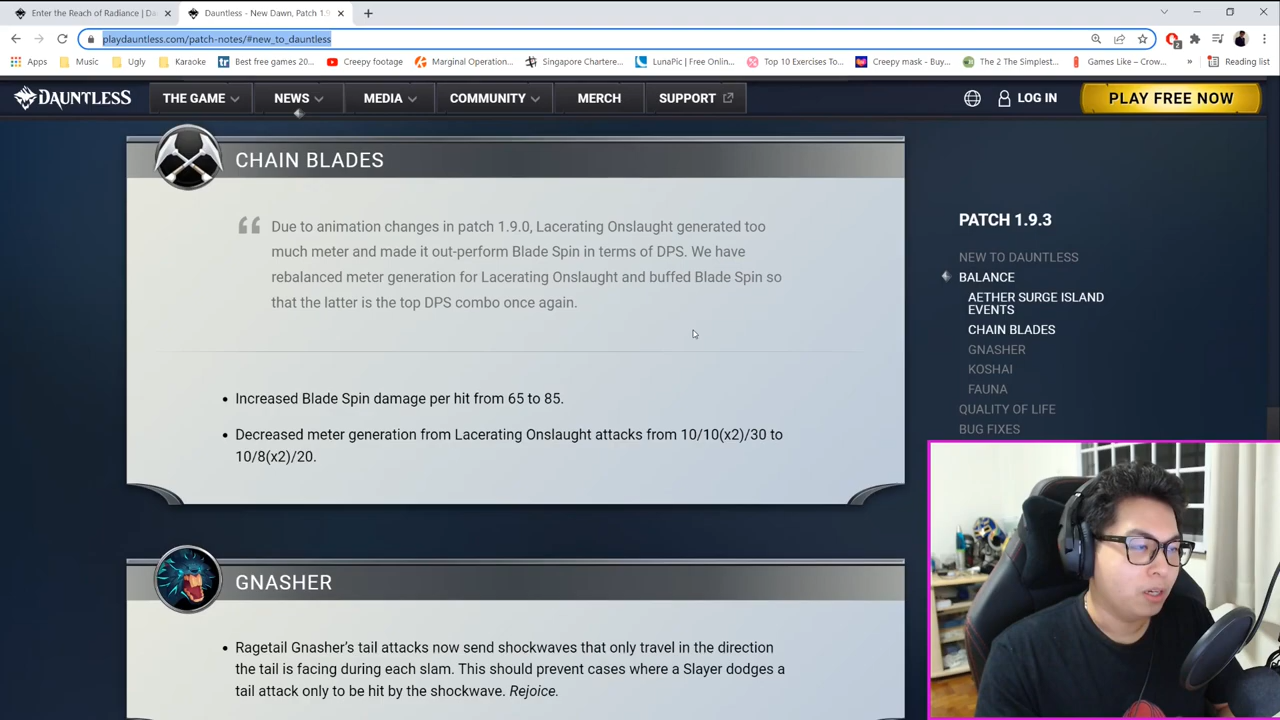 Enter the Reach of Radiance | Da
Dauntless - New Dawn, Patch 1.9
playdauntless.com/patch-notes/#new_to_dauntless
2
Apps
Music
Ugly
Karaoke
Best free games 20...
Creepy footage
Marginal Operation...
Singapore Chartere...
LunaPic | Free Onlin...
Top 10 Exercises To...
Creepy mask - Buy...
The 2 The Simplest...
Games Like – Crow...
»
Reading list
DAUNTLESS
THE GAME
NEWS
MEDIA
COMMUNITY
MERCH
SUPPORT
LOG IN
PLAY FREE NOW
CHAIN BLADES
Due to animation changes in patch 1.9.0, Lacerating Onslaught generated too
much meter and made it out-perform Blade Spin in terms of DPS. We have
rebalanced meter generation for Lacerating Onslaught and buffed Blade Spin so
that the latter is the top DPS combo once again.
• Increased Blade Spin damage per hit from 65 to 85.
• Decreased meter generation from Lacerating Onslaught attacks from 10/10(x2)/30 to
10/8(x2)/20.
GNASHER
• Ragetail Gnasher's tail attacks now send shockwaves that only travel in the direction
the tail is facing during each slam. This should prevent cases where a Slayer dodges a
tail attack only to be hit by the shockwave. Rejoice.
PATCH 1.9.3
NEW TO DAUNTLESS
BALANCE
AETHER SURGE ISLAND
EVENTS
CHAIN BLADES
GNASHER
KOSHAI
FAUNA
QUALITY OF LIFE
BUG FIXES